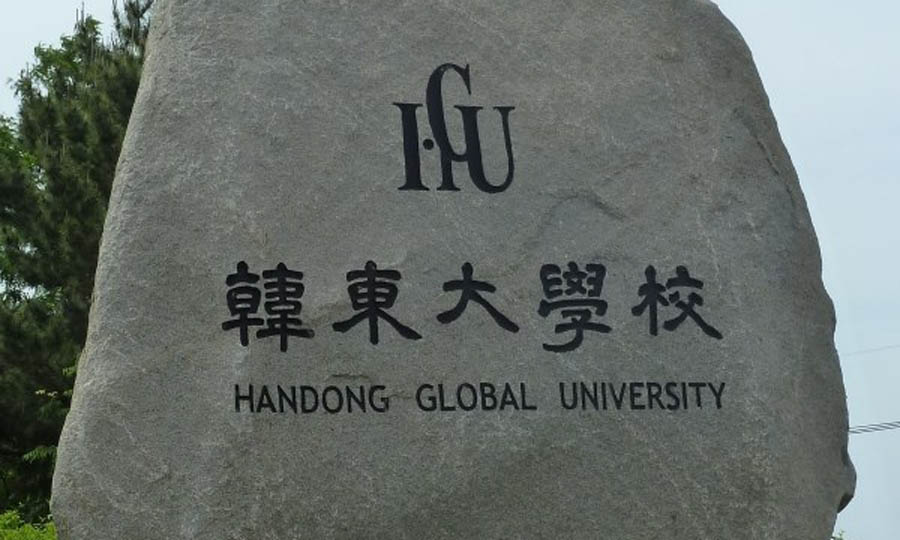 HGU
韓東大學校
HANDONG GLOBAL UNIVERSITY